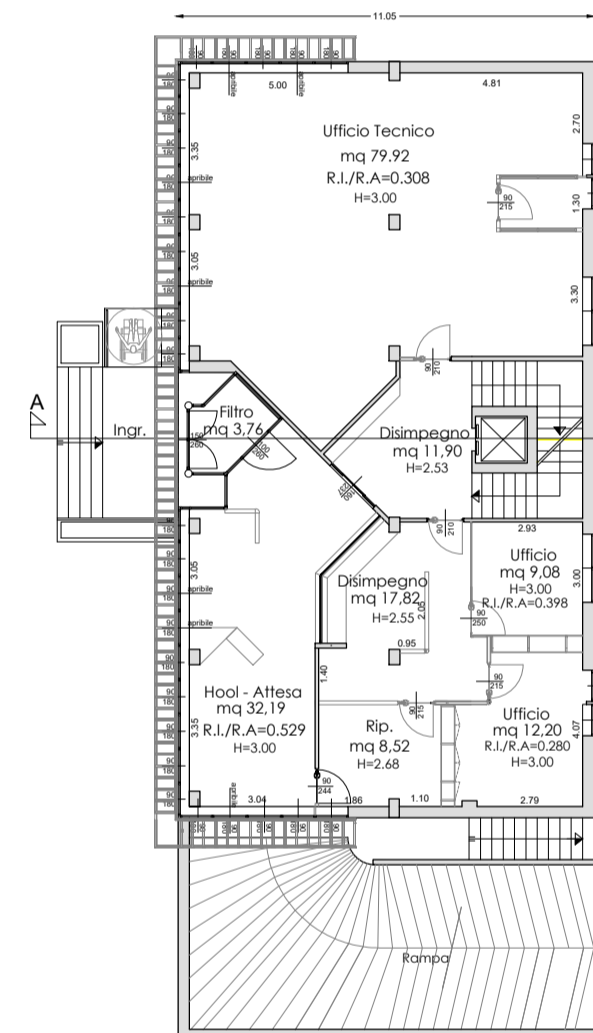 11.05
5.00
4.81
Ufficio Tecnico
mq 79.92
R.I./R.A=0.308
H=3.00
2.70
3.35
apribile
apribile
90
215
1.30
3.05
apribile
3.30
90
210
A
Ingr.
Filtro
mq 3,76
150
260
Disimpegno
mq 11,90
H=2.53
90
210
2.93
Ufficio
mq 9,08
H=3.00
R.I./R.A=0.398
3.00
90
250
3.05
apribile
Disimpegno
mq 17,82
H=2.55
2.05
0.95
apribile
1.40
90
215
Hool - Attesa
mq 32,19
R.I./R.A=0.529
H=3.00
3.35
90
215
Rip.
mq 8,52
H=2.68
Ufficio
mq 12,20
R.I./R.A=0.280
H=3.00
4.07
90
244
apribile
3.04
1.86
1.10
2.79
Rampa